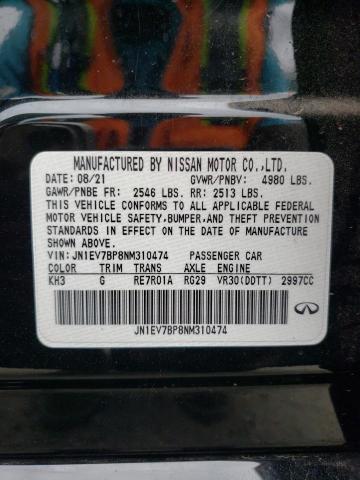 MANUFACTURED BY NISSAN MOTOR CO.,LTD.
DATE: 08/21 GVWR/PNBV: 4980 LBS.
GAWR/PNBE FR: 2546 LBS. RR: 2513 LBS.
THIS VEHICLE CONFORMS TO ALL APPLICABLE FEDERAL
MOTOR VEHICLE SAFETY, BUMPER, AND THEFT PREVENTION
STANDARDS IN EFFECT ON THE DATE OF MANUFACTURE
SHOWN ABOVE.
VIN: JN1EV7BP8NM310474 PASSENGER CAR
COLOR TRIM TRANS AXLE ENGINE
KH3 G RE7R01A RG29 VR30(DDTT) 2997CC
JN1EV7BP8NM310474